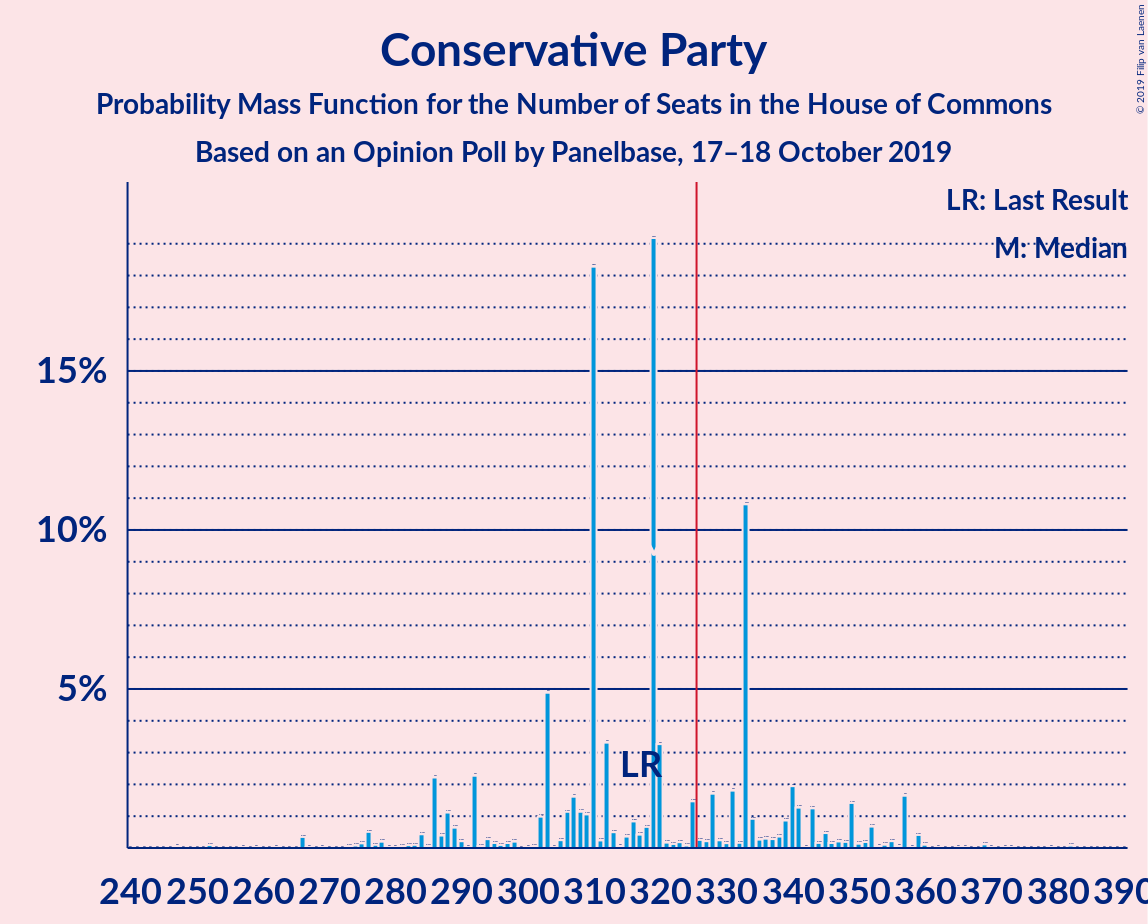 Conservative Party
Probability Mass Function for the Number of Seats in the House of Commons
Based on an Opinion Poll by Panelbase, 17–18 October 2019
© 2019 Filip van Laenen
LR: Last Result
M: Median
15%
10%
5%
LR
240 250 260 270 280 290 300 310 320 330 340 350 360 370 380 390